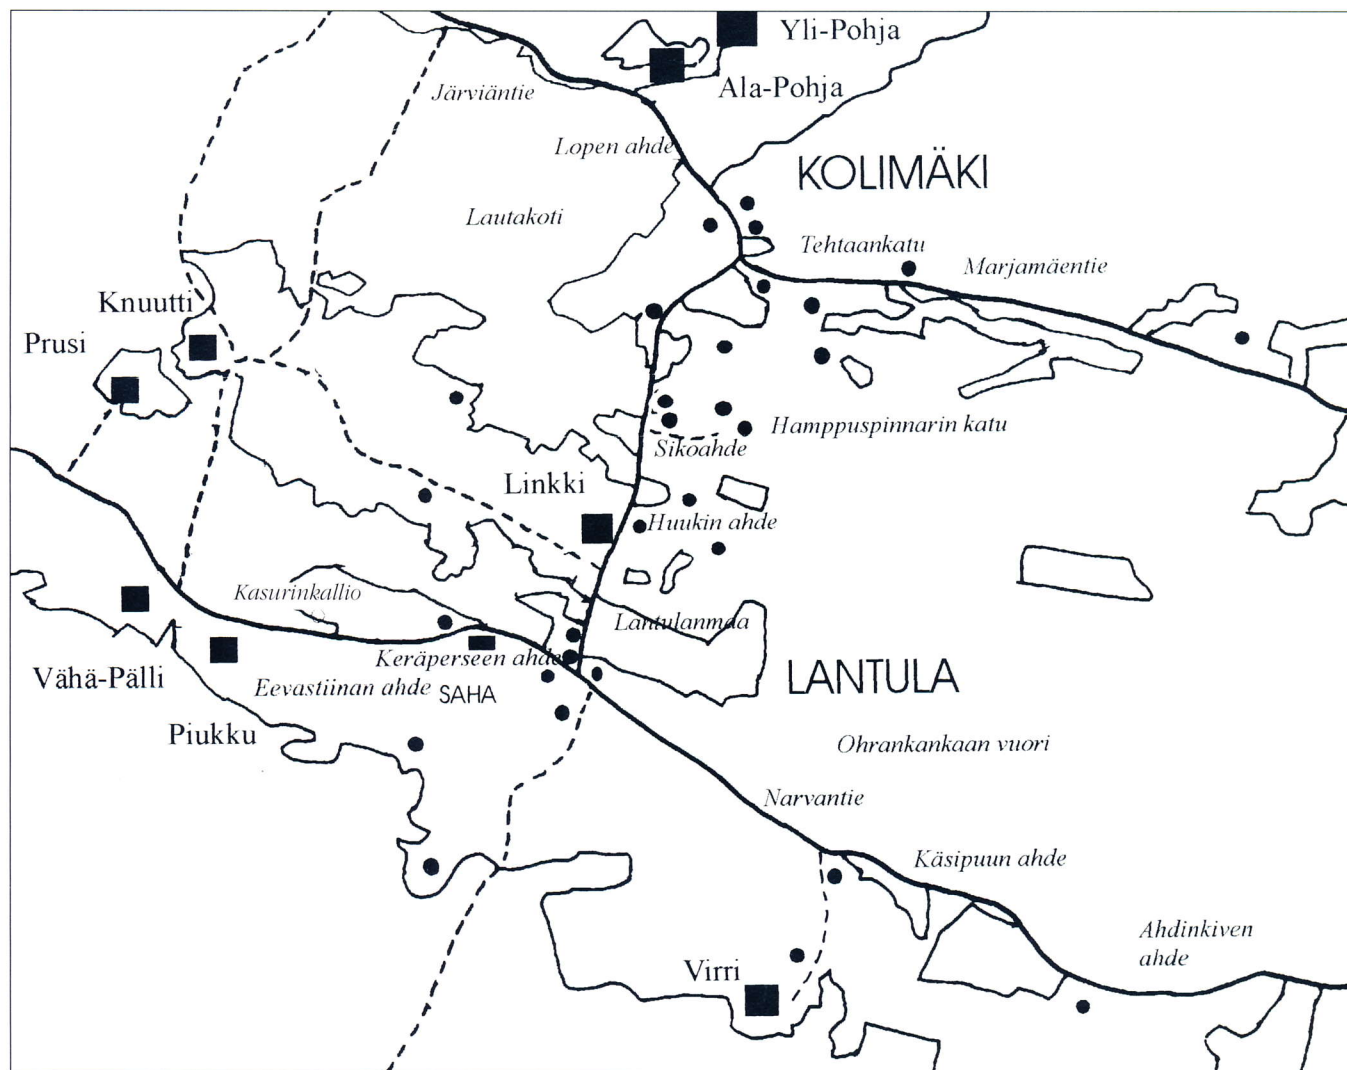 Yli-Pohja
Ala-Pohja
Järviäntie
Lopen ahde
KOLIMÄKI
Lautakoti
Tehtaankatu
Marjamäentie
Knuutti
Prusi
Hamppuspinnarin katu
Sikoahde
Linkki
Huukin ahde
Kasurinkallio
Lantulanmaa
Keräperseen ahde
Vähä-Pälli
Eevastiinan ahde
SAHA
LANTULA
Piukku
Ohrankankaan vuori
Narvantie
Käsipuun ahde
Ahdinkiven
ahde
Virri